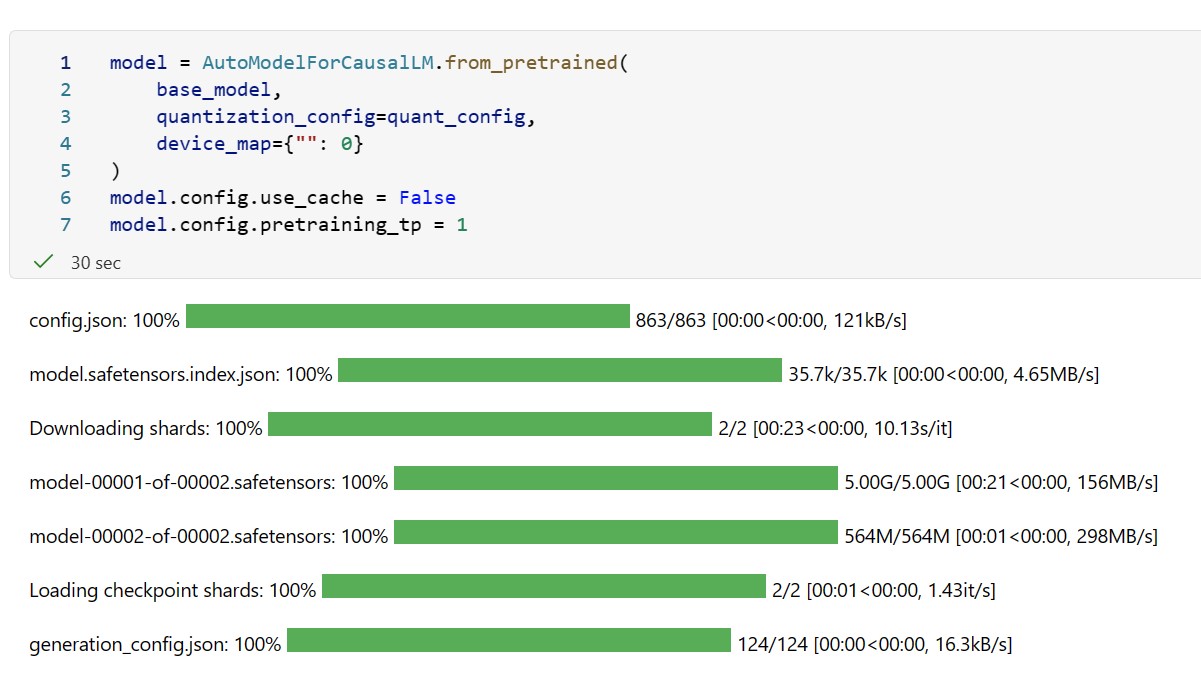 1 model = AutoModelForCausalLM.from_pretrained(
2     base_model,
3     quantization_config=quant_config,
4     device_map={"": 0}
5 )
6 model.config.use_cache = False
7 model.config.pretraining_tp = 1
30 sec
config.json: 100% 863/863 [00:00<00:00, 121kB/s]
model.safetensors.index.json: 100% 35.7k/35.7k [00:00<00:00, 4.65MB/s]
Downloading shards: 100% 2/2 [00:23<00:00, 10.13s/it]
model-00001-of-00002.safetensors: 100% 5.00G/5.00G [00:21<00:00, 156MB/s]
model-00002-of-00002.safetensors: 100% 564M/564M [00:01<00:00, 298MB/s]
Loading checkpoint shards: 100% 2/2 [00:01<00:00, 1.43it/s]
generation_config.json: 100% 124/124 [00:00<00:00, 16.3kB/s]